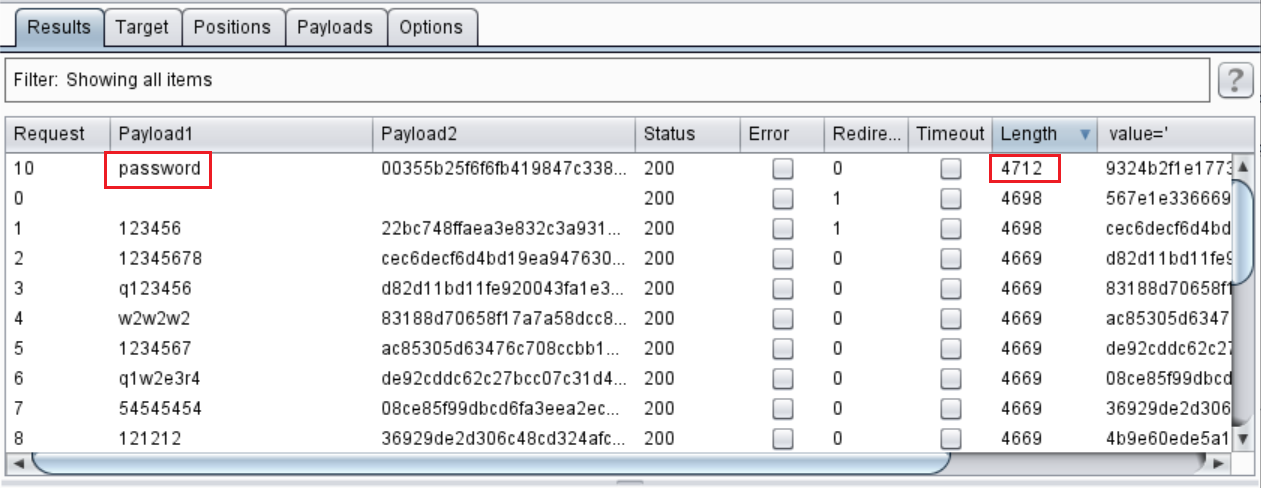 Results Target Positions Payloads Options
Filter: Showing all items ?
Request Payload1 Payload2 Status Error Redire... Timeout Length value='
10 password 00355b25f6f6fb419847c338... 200 0 4712 9324b2f1e1773
0 200 1 4698 567e1e336669
1 123456 22bc748ffaea3e832c3a931... 200 1 4698 cec6decf6d4bd
2 12345678 cec6decf6d4bd19ea947630... 200 0 4669 d82d11bd11fe9
3 q123456 d82d11bd11fe920043fa1e3... 200 0 4669 83188d70658f1
4 w2w2w2 83188d70658f17a7a58dcc8... 200 0 4669 ac85305d6347
5 1234567 ac85305d63476c708ccbb1... 200 0 4669 de92cddc62c27
6 q1w2e3r4 de92cddc62c27bcc07c31d4... 200 0 4669 08ce85f99dbcd
7 54545454 08ce85f99dbcd6fa3eea2ec... 200 0 4669 36929de2d306
8 121212 36929de2d306c48cd324afc... 200 0 4669 4b9e60ede5a1